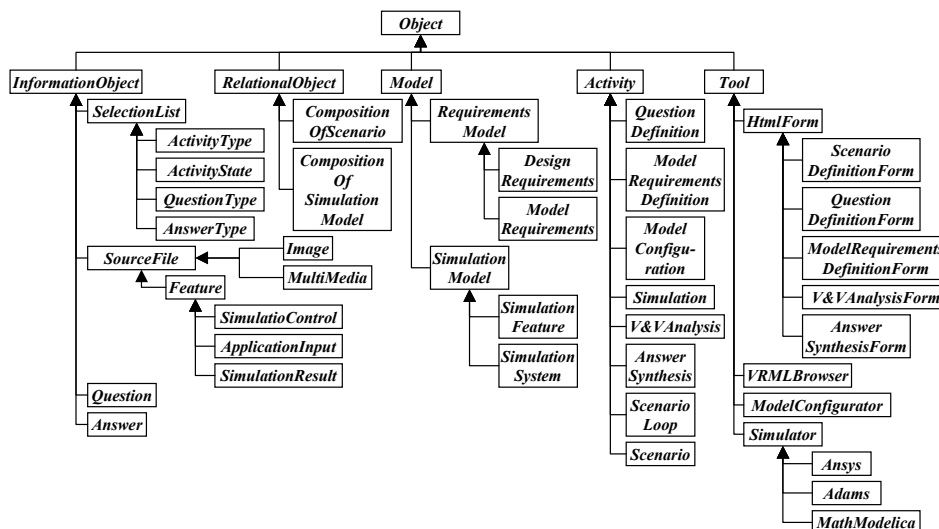 Object
InformationObject
SelectionList
ActivityType
ActivityState
QuestionType
AnswerType
SourceFile
Image
MultiMedia
Feature
SimulatioControl
ApplicationInput
SimulationResult
Question
Answer
RelationalObject
Composition
OfScenario
Composition
Of
Simulation
Model
Model
Requirements
Model
Design
Requirements
Model
Requirements
Simulation
Model
Simulation
Feature
Simulation
System
Activity
Question
Definition
Model
Requirements
Definition
Model
Configu-
ration
Simulation
V&VAnalysis
Answer
Synthesis
Scenario
Loop
Scenario
Tool
HtmlForm
Scenario
DefinitionForm
Question
DefinitionForm
ModelRequirements
DefinitionForm
V&VAnalysisForm
Answer
SynthesisForm
VRMLBrowser
ModelConfigurator
Simulator
Ansys
Adams
MathModelica